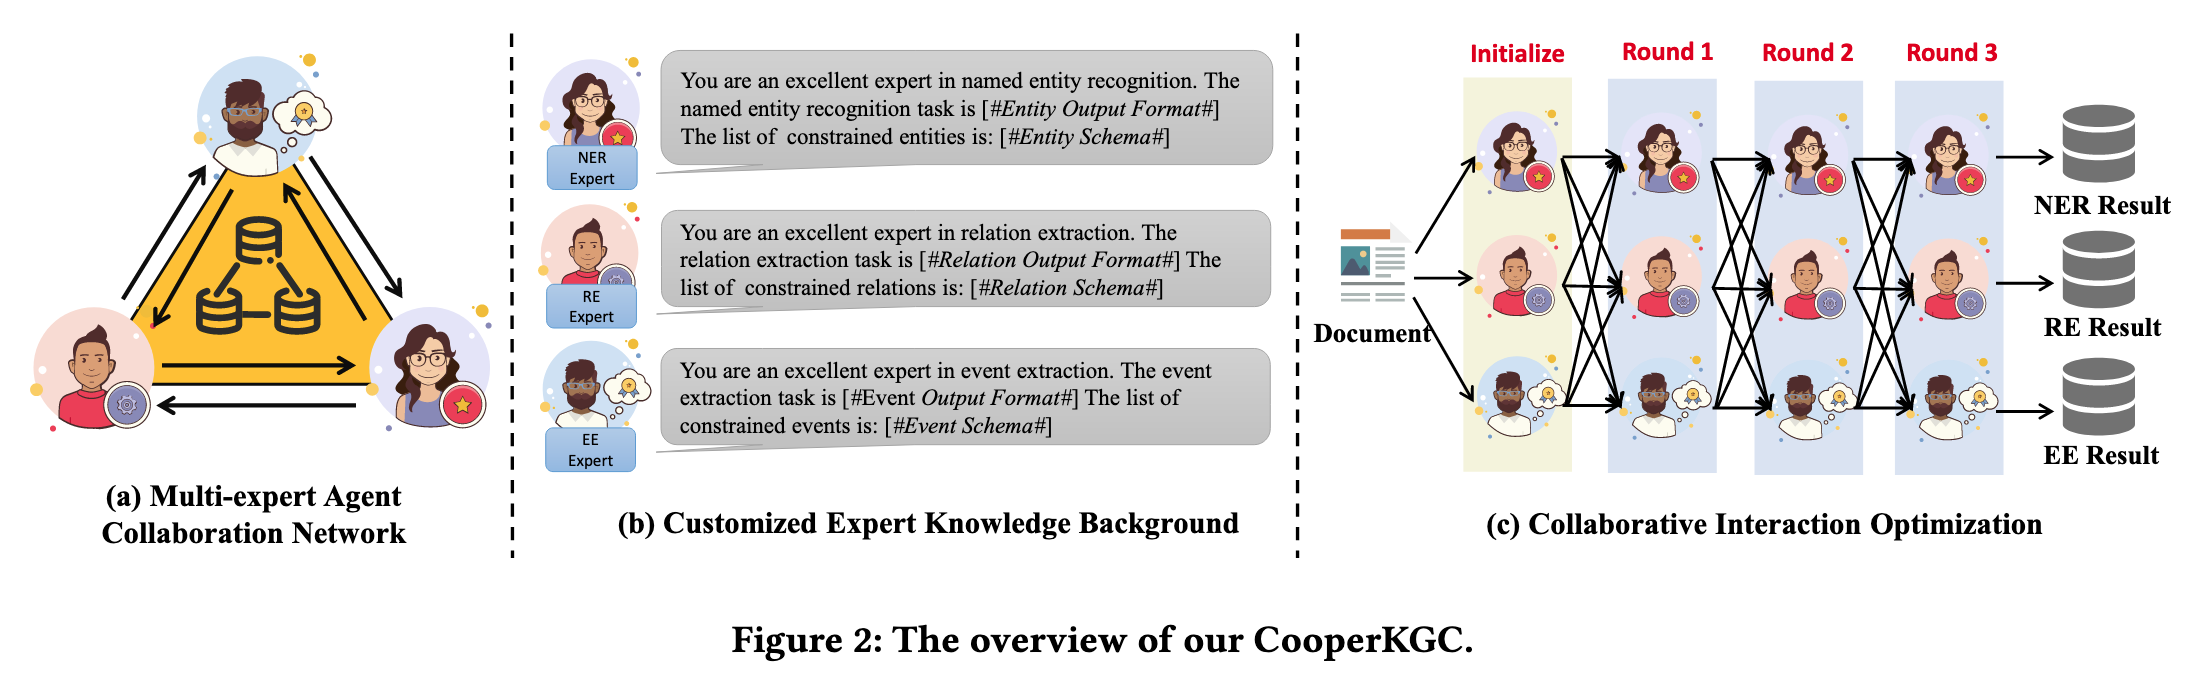 (a) Multi-expert Agent
Collaboration Network
You are an excellent expert in named entity recognition. The
named entity recognition task is [#Entity Output Format#]
The list of  constrained entities is: [#Entity Schema#]
NER
Expert
You are an excellent expert in relation extraction. The
relation extraction task is [#Relation Output Format#] The
list of  constrained relations is: [#Relation Schema#]
RE
Expert
You are an excellent expert in event extraction. The event
extraction task is [#Event Output Format#] The list of
constrained events is: [#Event Schema#]
EE
Expert
(b) Customized Expert Knowledge Background
Initialize
Round 1
Round 2
Round 3
Document
NER Result
RE Result
EE Result
(c) Collaborative Interaction Optimization
Figure 2: The overview of our CooperKGC.